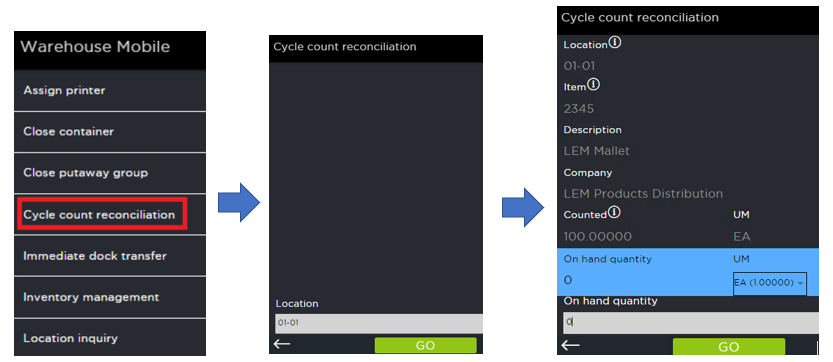 Warehouse Mobile
Assign printer
Close container
Close putaway group
Cycle count reconciliation
Immediate dock transfer
Inventory management
Location inquiry
Cycle count reconciliation
Location
01-01
GO
Cycle count reconciliation
Location
01-01
Item
2345
Description
LEM Mallet
Company
LEM Products Distribution
Counted UM
100.00000 EA
On hand quantity UM
0 EA (1.00000)
On hand quantity
0
GO